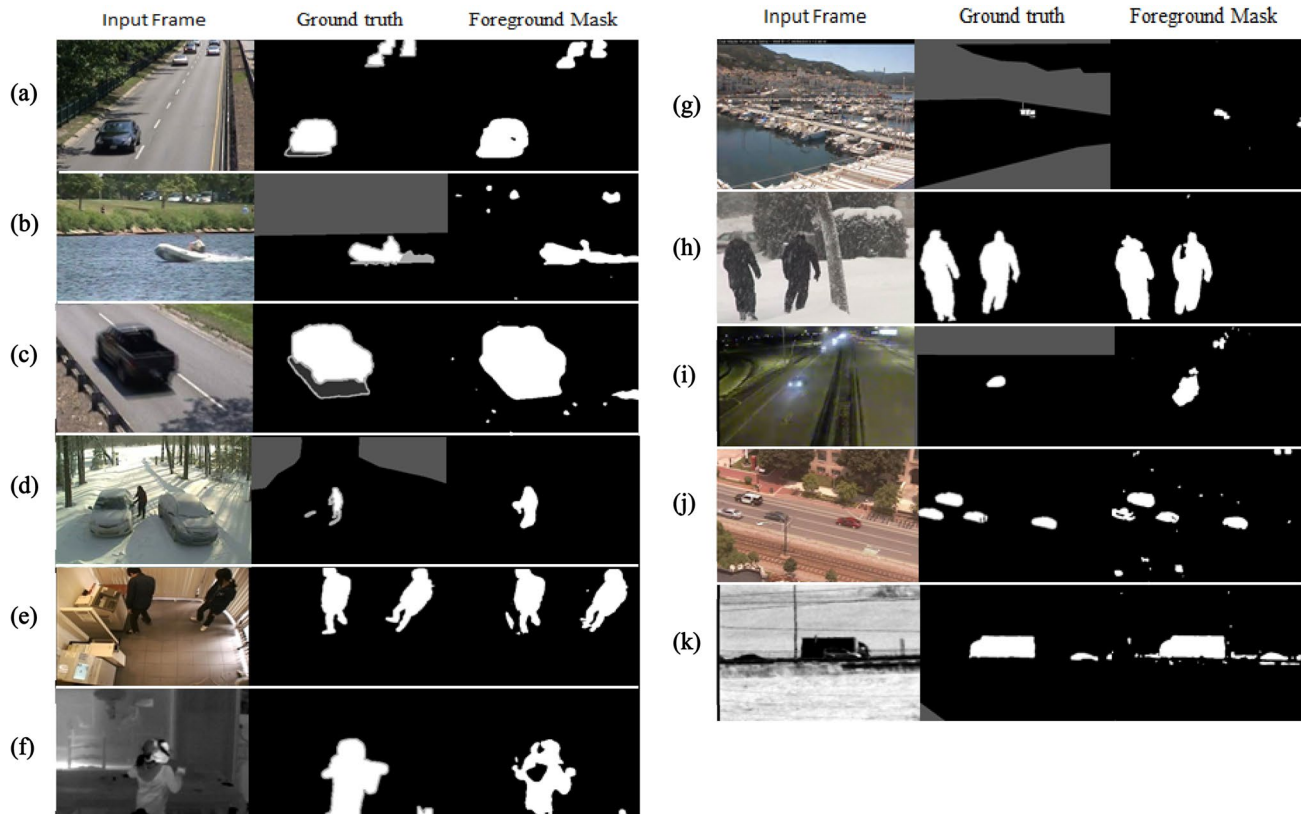 Input Frame Ground truth Foreground Mask
(a)
(b)
(c)
(d)
(e)
(f)
Input Frame Ground truth Foreground Mask
(g)
(h)
(i)
(j)
(k)